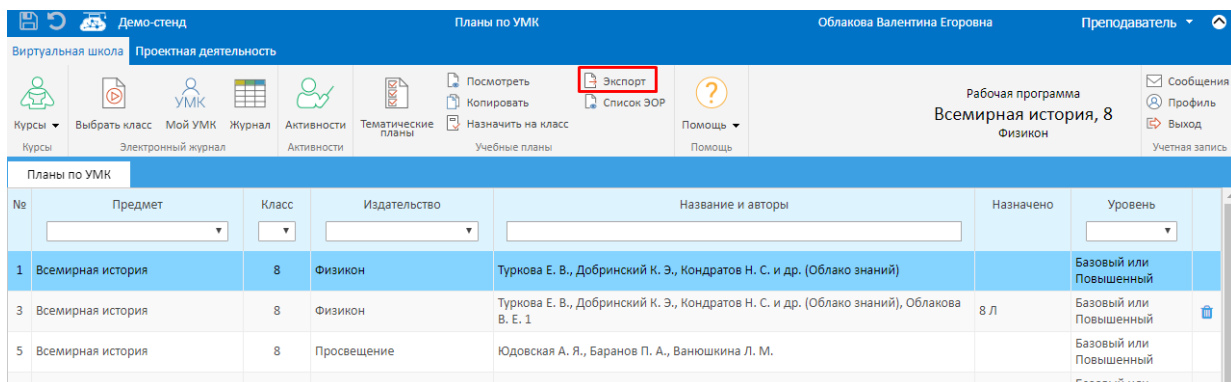 Демо-стенд Планы по УМК Облакова Валентина Егоровна Преподаватель
Виртуальная школа Проектная деятельность
Курсы
Выбрать класс
УМК
Мой УМК
Журнал
Активности
Тематические
планы
Посмотреть
Копировать
Назначить на класс
Экспорт
Список ЭОР
?
Помощь
Рабочая программа
Всемирная история, 8
Физикон
Сообщения
Профиль
Выход
Курсы Электронный журнал Активности Учебные планы Помощь Учетная запись
Планы по УМК
№ Предмет Класс Издательство Название и авторы Назначено Уровень
1 Всемирная история 8 Физикон Туркова Е. В., Добринский К. Э., Кондратов Н. С. и др. (Облако знаний) Базовый или
Повышенный
3 Всемирная история 8 Физикон Туркова Е. В., Добринский К. Э., Кондратов Н. С. и др. (Облако знаний), Облакова
В. Е. 1
8 Л
Базовый или
Повышенный
5 Всемирная история 8 Просвещение Юдовская А. Я., Баранов П. А., Ванюшкина Л. М. Базовый или
Повышенный